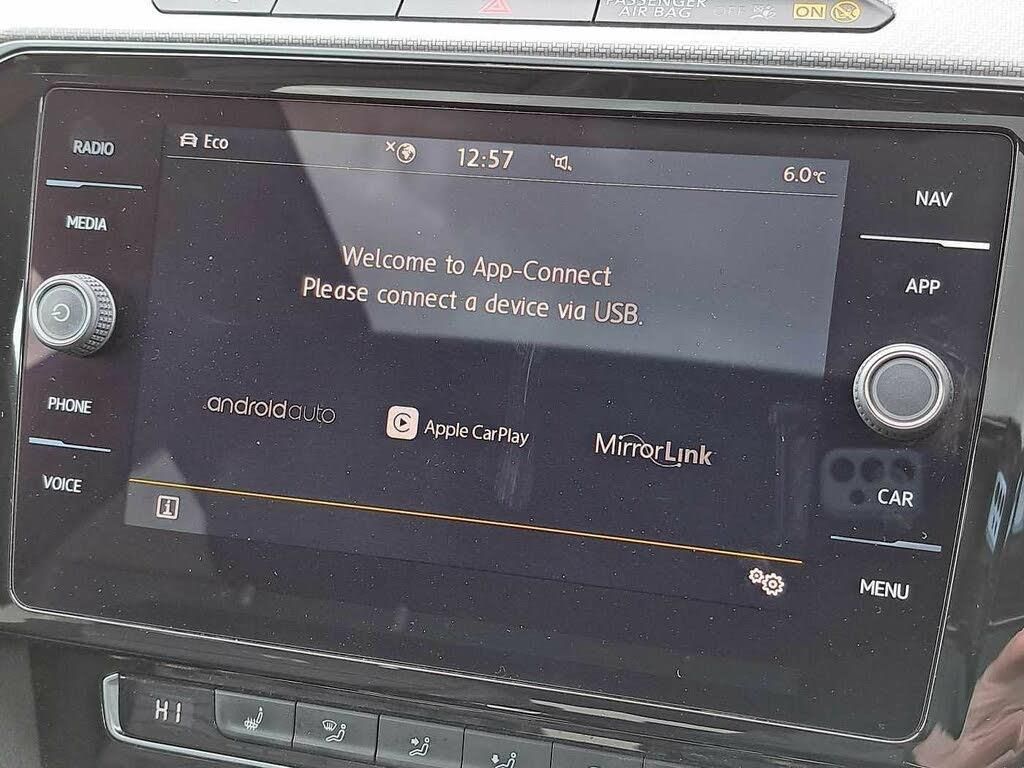 PASSENGER
AIR BAG OFF ON
RADIO
MEDIA
PHONE
VOICE
Eco
12:57
6.0°C
Welcome to App-Connect
Please connect a device via USB.
androidauto
Apple CarPlay
MirrorLink
i
NAV
APP
CAR
MENU
HI